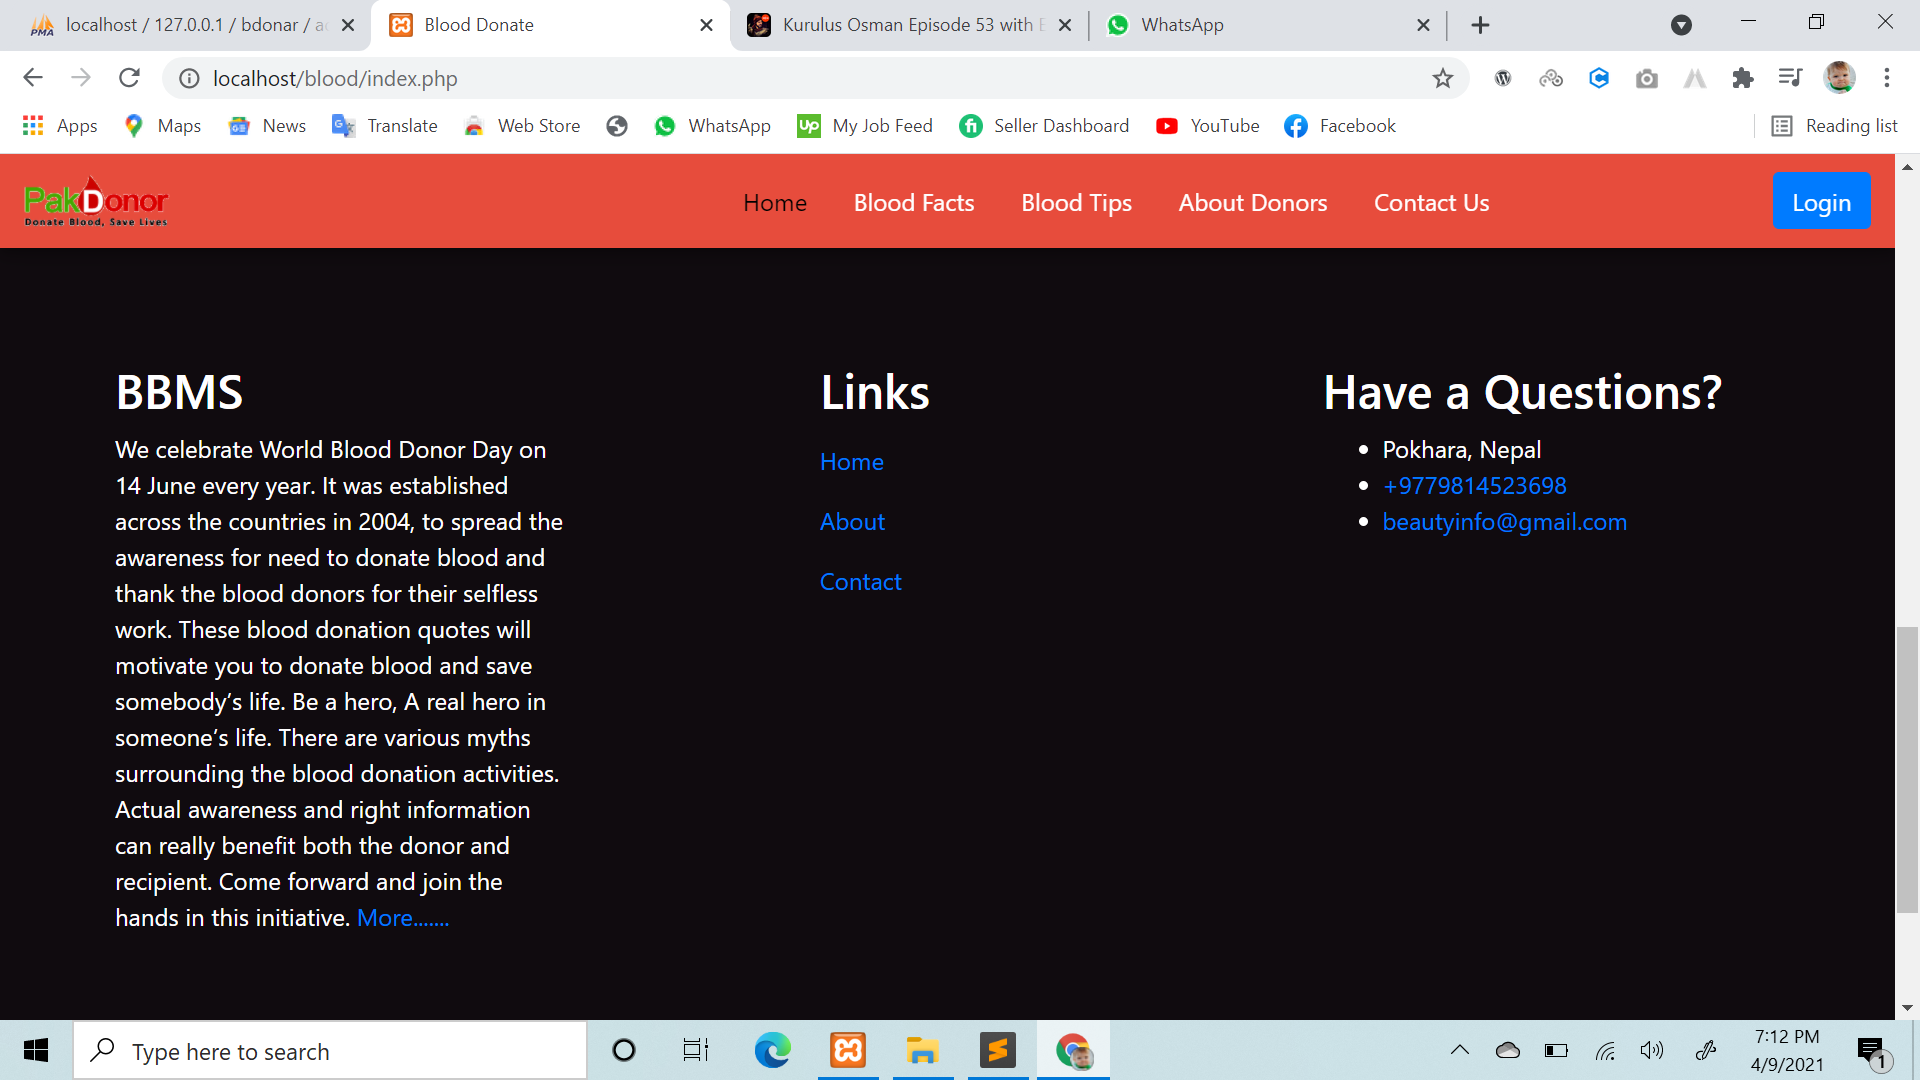 localhost / 127.0.0.1 / bdonar / a
Blood Donate
Kurulus Osman Episode 53 with E
WhatsApp
localhost/blood/index.php
Apps
Maps
News
Translate
Web Store
WhatsApp
My Job Feed
Seller Dashboard
YouTube
Facebook
Reading list
PakDonor
Donate Blood, Save Lives
Home
Blood Facts
Blood Tips
About Donors
Contact Us
Login
BBMS
We celebrate World Blood Donor Day on
14 June every year. It was established
across the countries in 2004, to spread the
awareness for need to donate blood and
thank the blood donors for their selfless
work. These blood donation quotes will
motivate you to donate blood and save
somebody’s life. Be a hero, A real hero in
someone’s life. There are various myths
surrounding the blood donation activities.
Actual awareness and right information
can really benefit both the donor and
recipient. Come forward and join the
hands in this initiative. More.......
Links
Home
About
Contact
Have a Questions?
Pokhara, Nepal
+9779814523698
beautyinfo@gmail.com
Type here to search
7:12 PM
4/9/2021
1